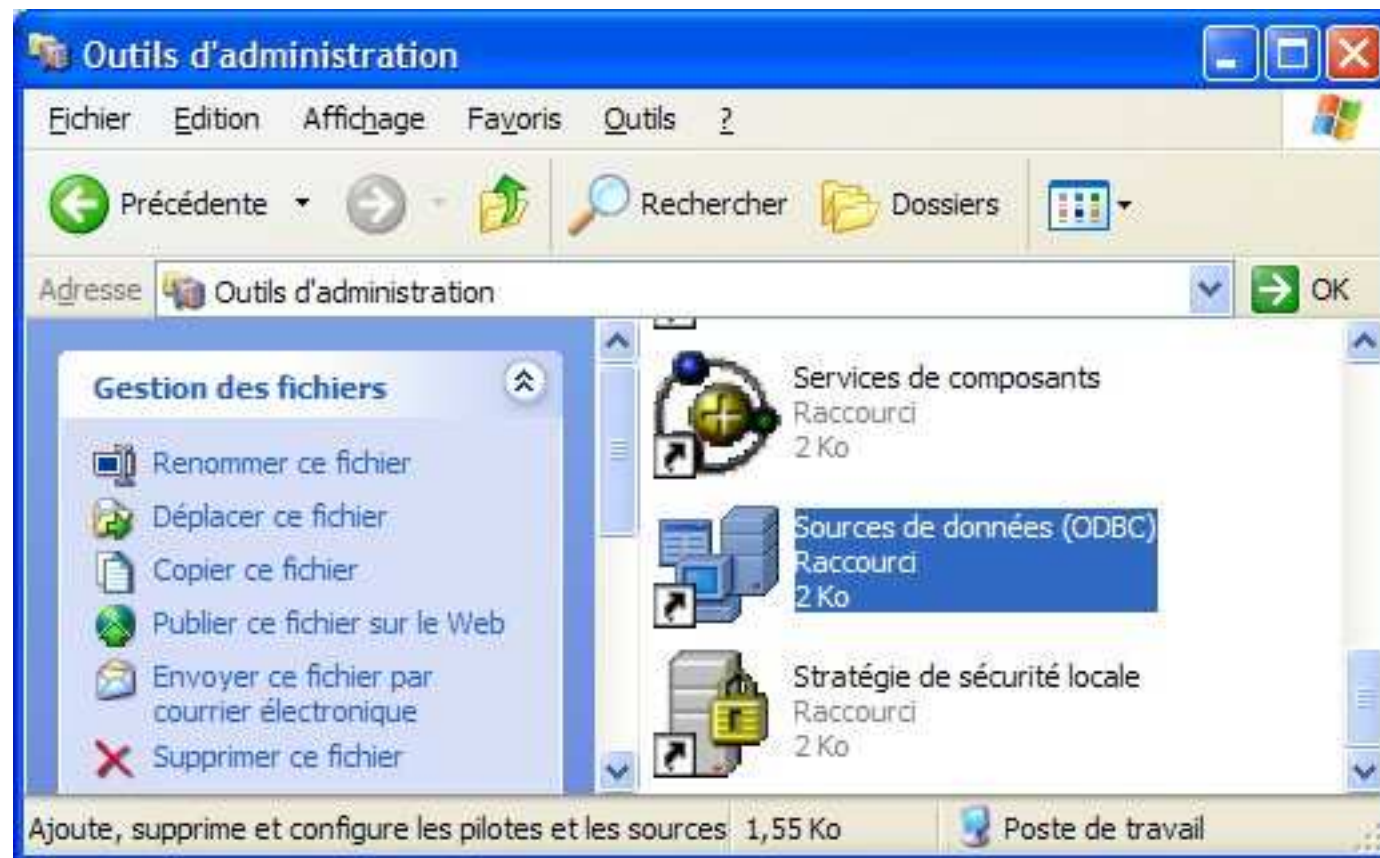 Outils d'administration
Fichier Edition Affichage Favoris Outils ?
Précédente Rechercher Dossiers
Adresse Outils d'administration OK
Gestion des fichiers
Renommer ce fichier
Déplacer ce fichier
Copier ce fichier
Publier ce fichier sur le Web
Envoyer ce fichier par
courrier électronique
Supprimer ce fichier
Services de composants
Raccourci
2 Ko
Sources de données (ODBC)
Raccourci
2 Ko
Stratégie de sécurité locale
Raccourci
2 Ko
Ajoute, supprime et configure les pilotes et les sources 1,55 Ko Poste de travail